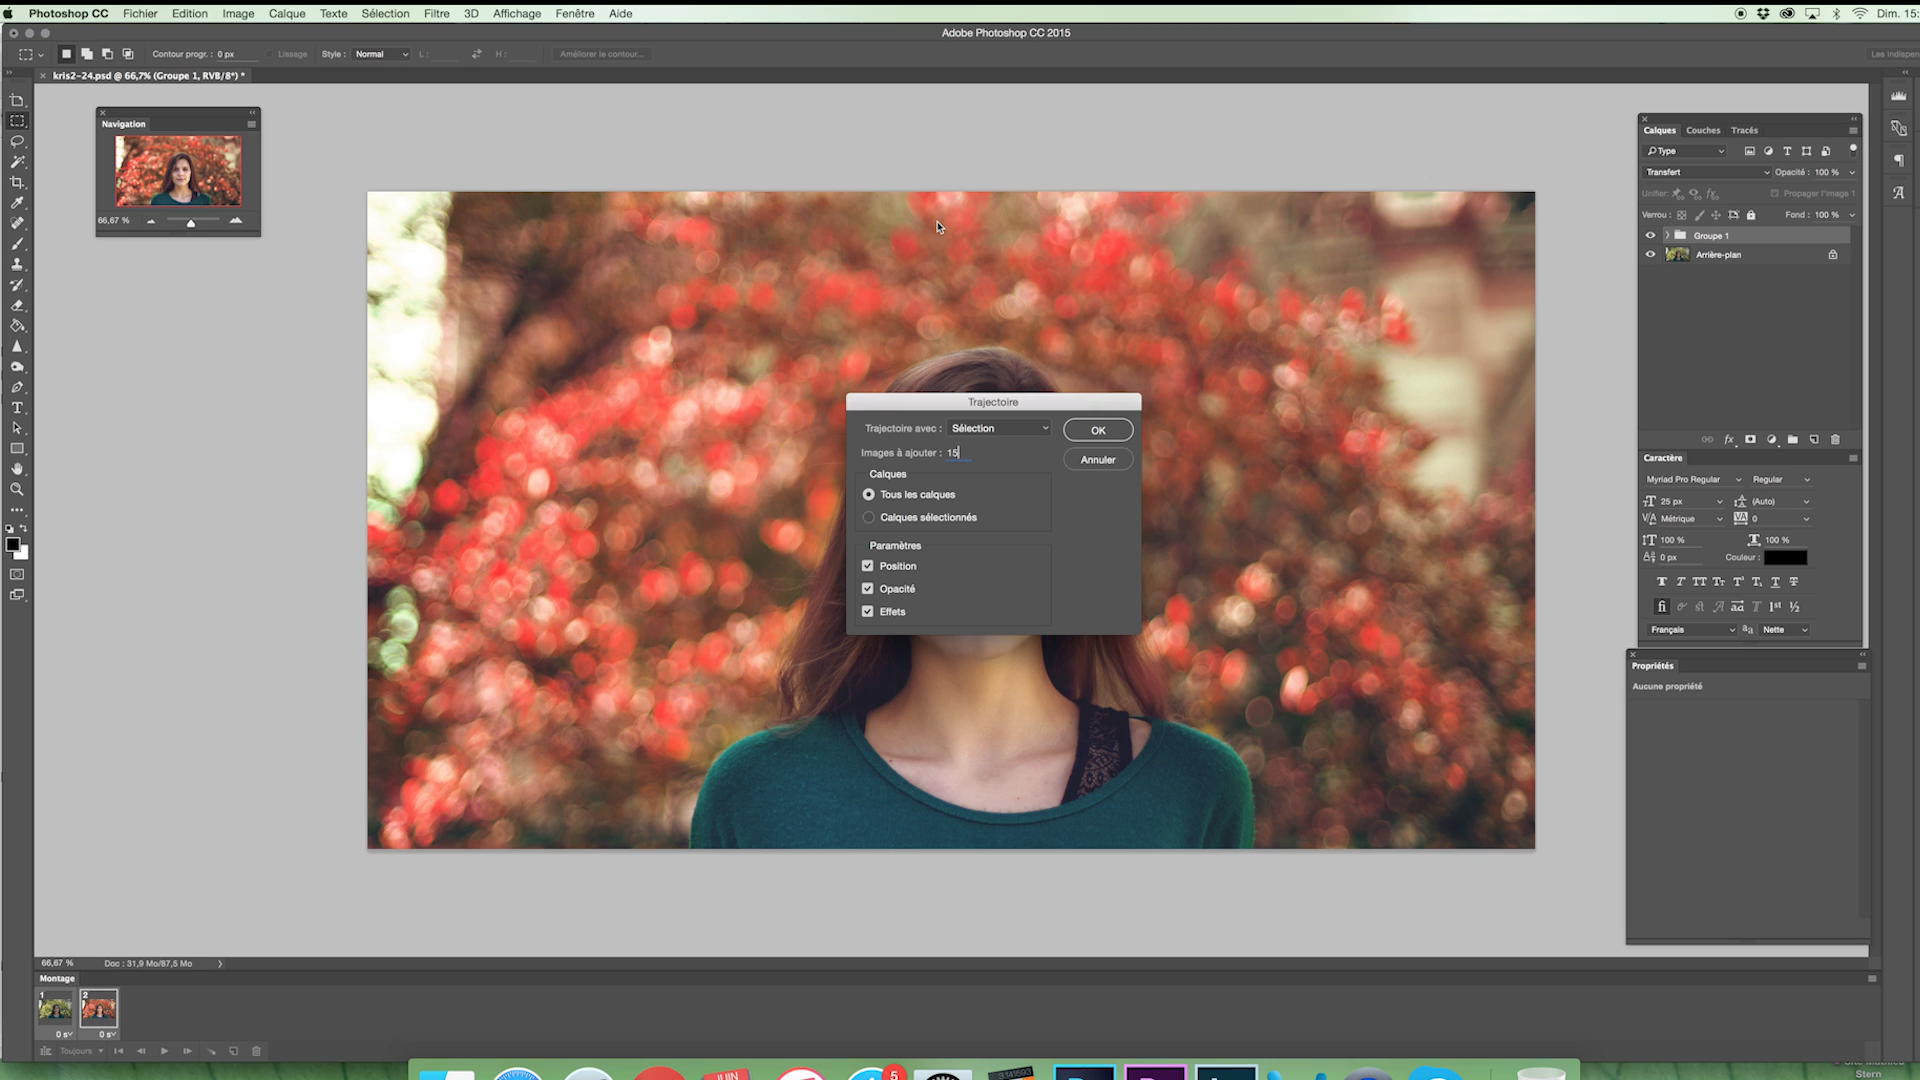 Photoshop CC Fichier Edition Image Calque Texte Sélection Filtre 3D Affichage Fenêtre Aide Dim. 15:
Adobe Photoshop CC 2015
Contour progr. : 0 px Lissage Style : Normal L : H : Améliorer le contour... Les indispen
kris2-24.psd @ 66,7% (Groupe 1, RVB/8*) *
Navigation
66,67 %
Calques Couches Tracés
Type
Transfert Opacité : 100 %
Unifier : Propager l'image 1
Verrou : Fond : 100 %
Groupe 1
Arrière-plan
Trajectoire
Trajectoire avec : Sélection OK
Images à ajouter : 15 Annuler
Calques
Tous les calques
Calques sélectionnés
Paramètres
Position
Opacité
Effets
Caractère
Myriad Pro Regular Regular
25 px (Auto)
Métrique 0
100 % 100 %
0 px Couleur :
Français Nette
Propriétés
Aucune propriété
66,67 % Doc : 31,9 Mo/87,5 Mo
Montage
1 2
0 s 0 s
Toujours
JUIN
5
3.141593
Stern